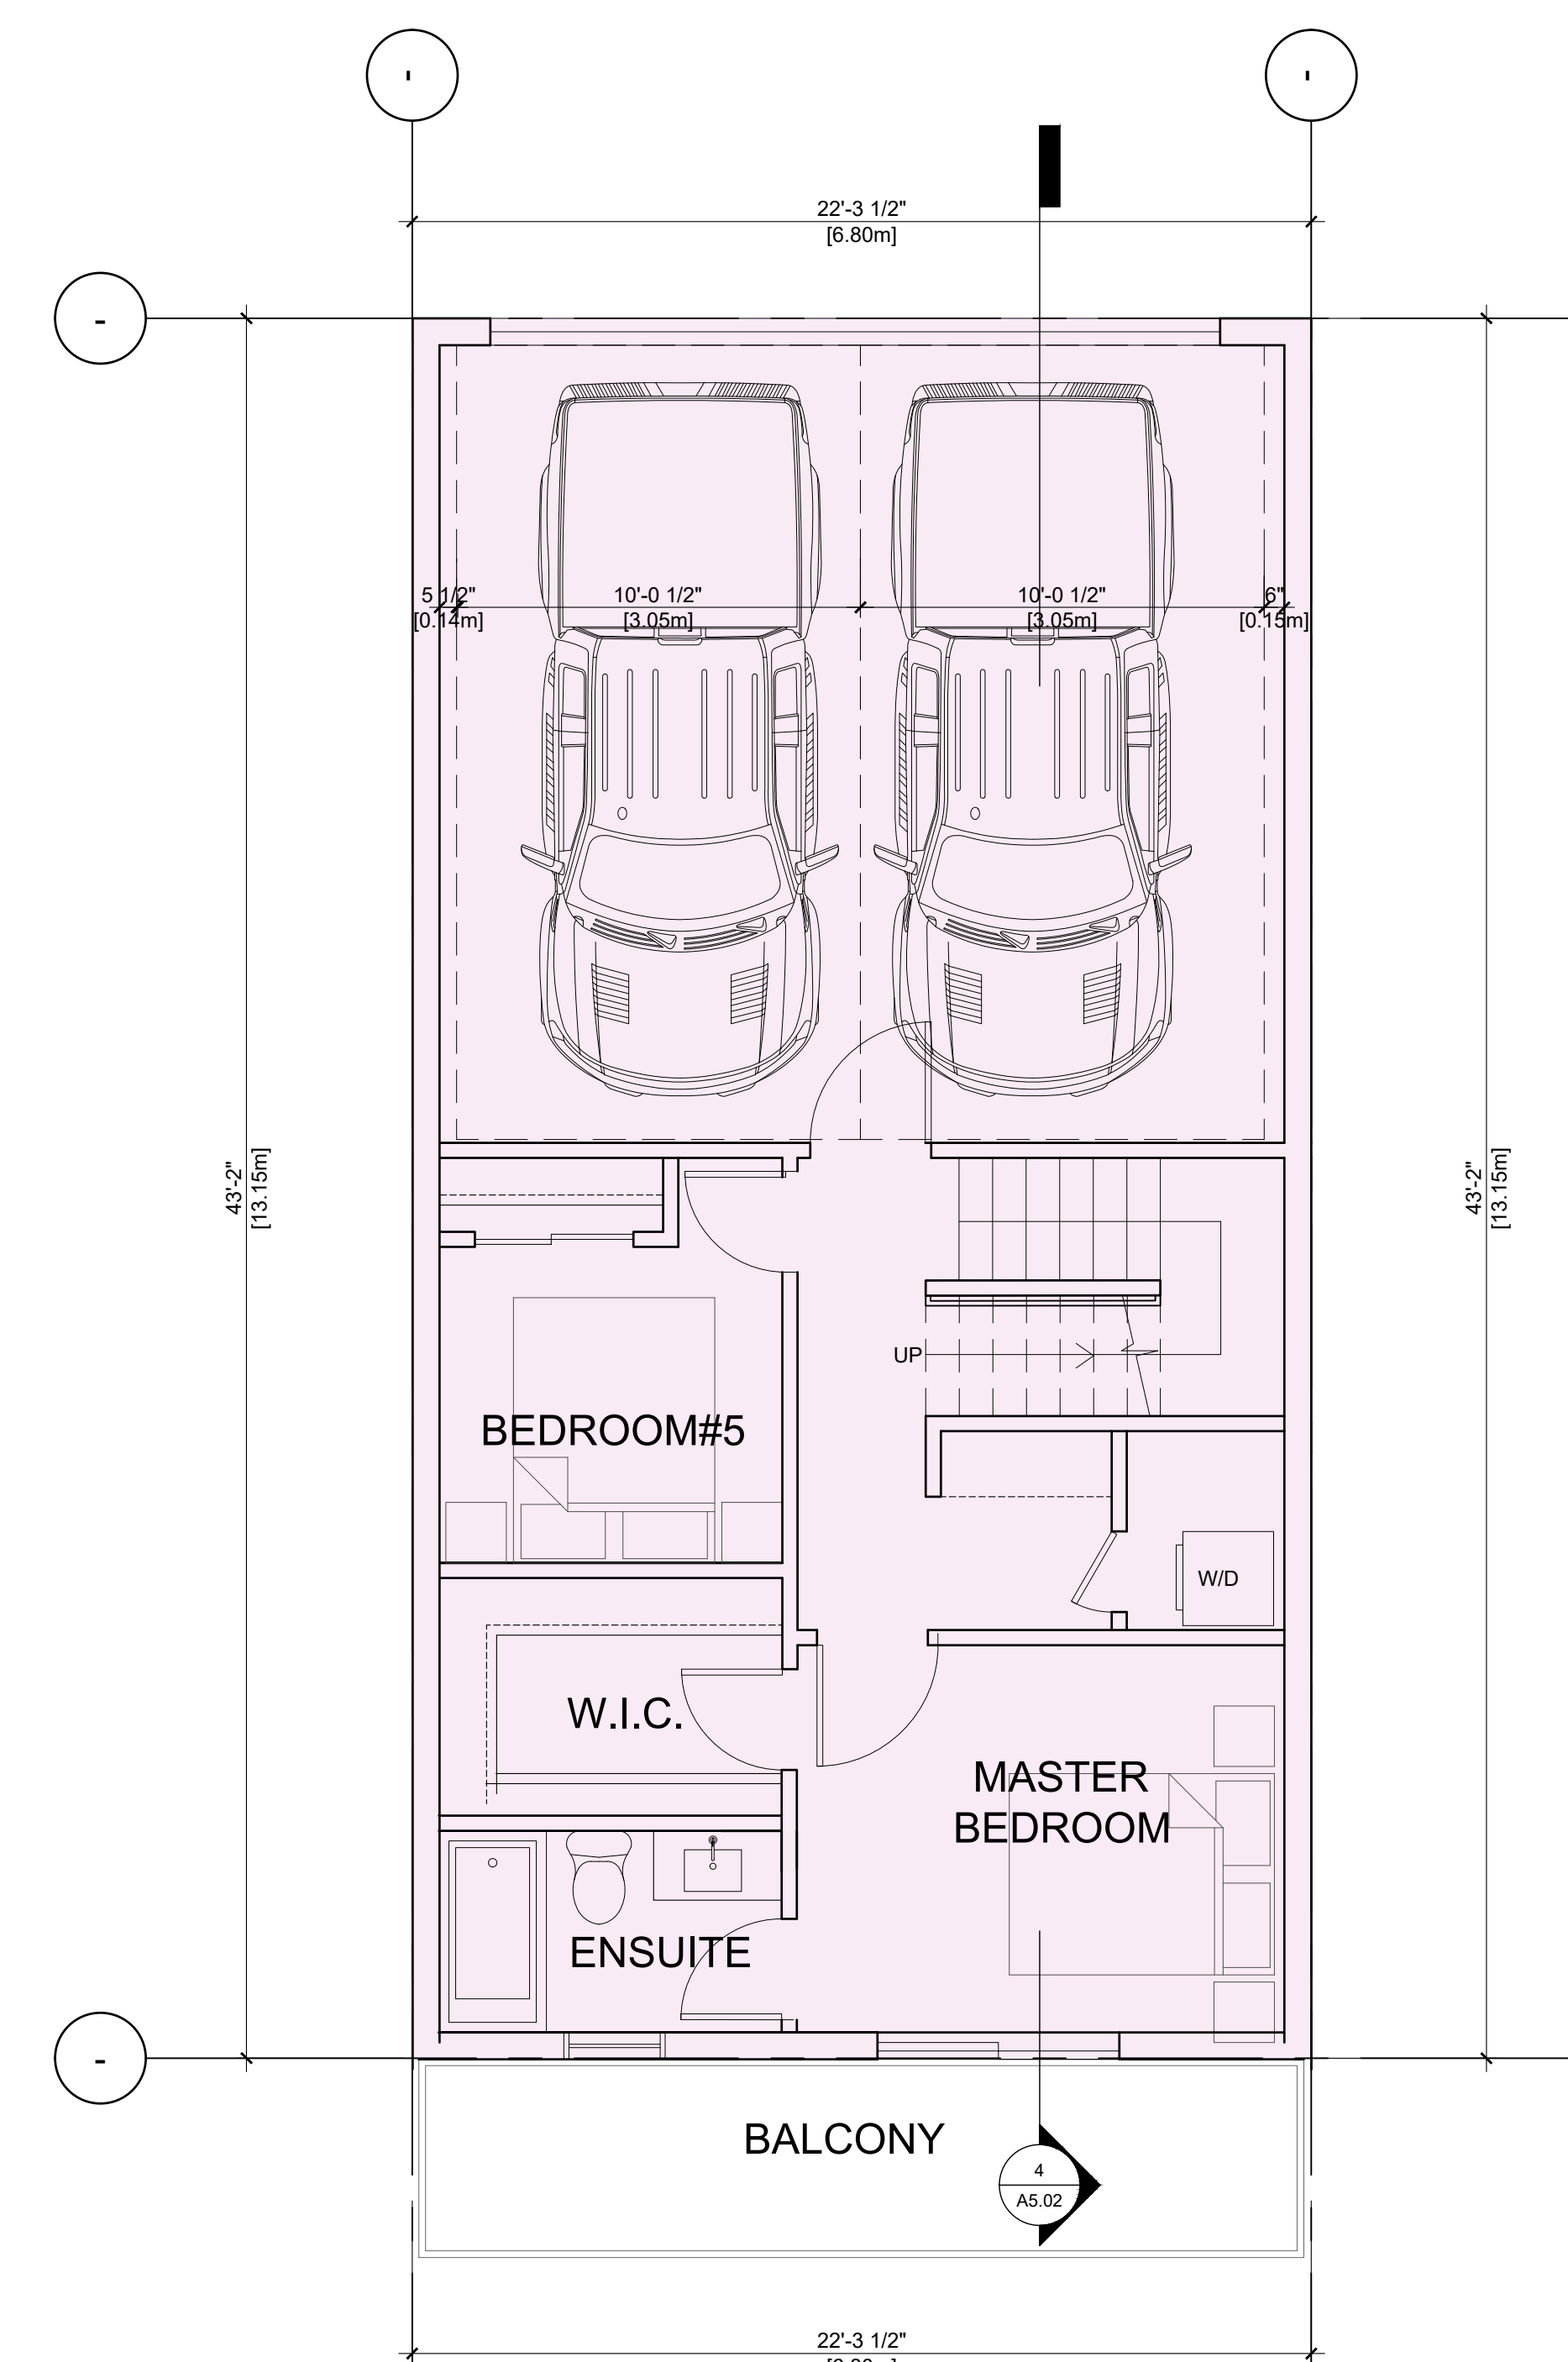 -
-
22'-3 1/2"
[6.80m]
-
5 1/2"
[0.14m]
10'-0 1/2"
[3.05m]
10'-0 1/2"
[3.05m]
6"
[0.15m]
43'-2"
[13.15m]
43'-2"
[13.15m]
UP
BEDROOM#5
W/D
W.I.C.
MASTER
BEDROOM
ENSUITE
-
BALCONY
4
A5.02
22'-3 1/2"